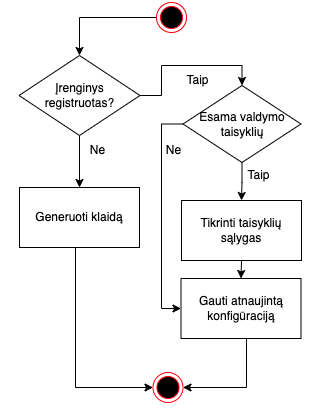 Įrenginys
registruotas?
Taip
Esama valdymo
taisyklių
Ne
Ne
Taip
Generuoti klaidą
Tikrinti taisyklių
sąlygas
Gauti atnaujintą
konfigūraciją